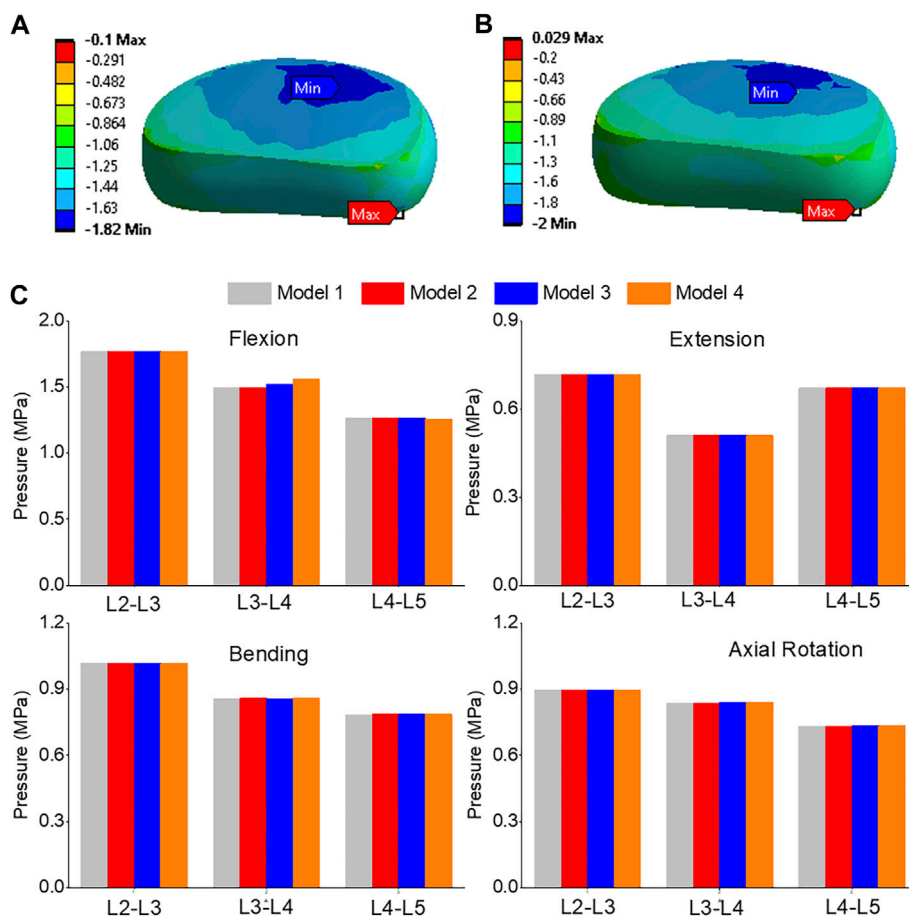 A
-0.1 Max
-0.291
-0.482
-0.673
-0.864
-1.06
-1.25
-1.44
-1.63
-1.82 Min
Min
Max
B
0.029 Max
-0.2
-0.43
-0.66
-0.89
-1.1
-1.3
-1.6
-1.8
-2 Min
Min
Max
C
Model 1 Model 2 Model 3 Model 4
Flexion
Pressure (MPa)
2.0
1.5
1.0
0.5
0.0
L2-L3 L3-L4 L4-L5
Extension
Pressure (MPa)
0.9
0.6
0.3
0.0
L2-L3 L3-L4 L4-L5
Bending
Pressure (MPa)
1.2
0.9
0.6
0.3
0.0
L2-L3 L3-L4 L4-L5
Axial Rotation
Pressure (MPa)
1.2
0.9
0.6
0.3
0.0
L2-L3 L3-L4 L4-L5